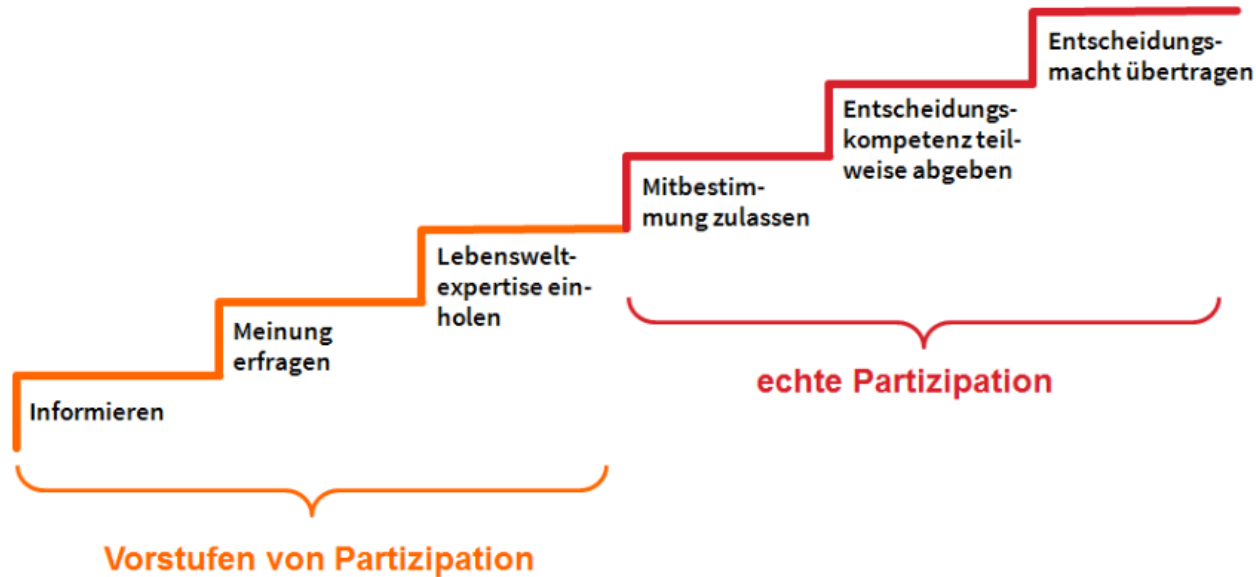 Informieren
Meinung
erfragen
Lebenswelt-
expertise ein-
holen
Mitbestim-
mung zulassen
Entscheidungs-
kompetenz teil-
weise abgeben
Entscheidungs-
macht übertragen
Vorstufen von Partizipation
echte Partizipation